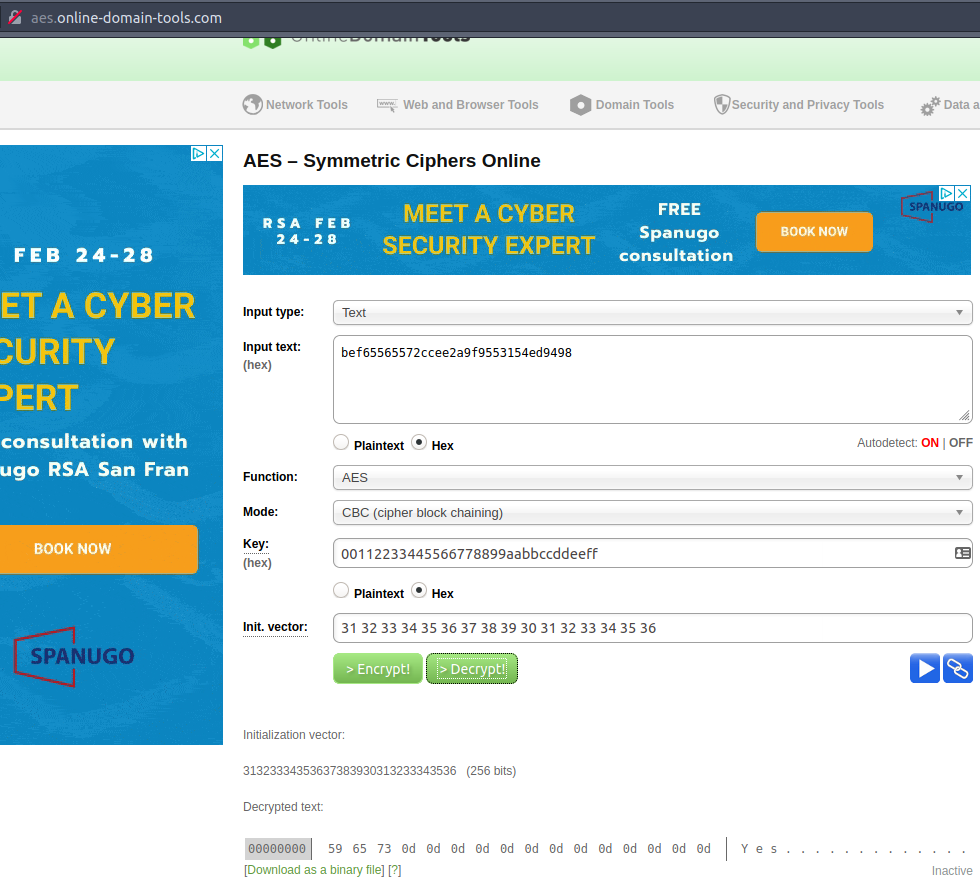 aes.online-domain-tools.com
OnlineDomainTools
Network Tools
Web and Browser Tools
Domain Tools
Security and Privacy Tools
Data a
AES – Symmetric Ciphers Online
RSA FEB
24-28
MEET A CYBER
SECURITY EXPERT
FREE
Spanugo
consultation
BOOK NOW
SPANUGO
FEB 24-28
EET A CYBER
CURITY
PERT
consultation with
ugo RSA San Fran
BOOK NOW
SPANUGO
Input type:
Text
Input text:
(hex)
bef65565572ccee2a9f9553154ed9498
Plaintext
Hex
Autodetect: ON | OFF
Function:
AES
Mode:
CBC (cipher block chaining)
Key:
(hex)
00112233445566778899aabbccddeeff
Plaintext
Hex
Init. vector:
31 32 33 34 35 36 37 38 39 30 31 32 33 34 35 36
> Encrypt!
> Decrypt!
Initialization vector:
31323334353637383930313233343536 (256 bits)
Decrypted text:
00000000 59 65 73 0d 0d 0d 0d 0d 0d 0d 0d 0d 0d 0d 0d 0d Y e s . . . . . . . . . . . . .
[Download as a binary file] [?]
Inactive